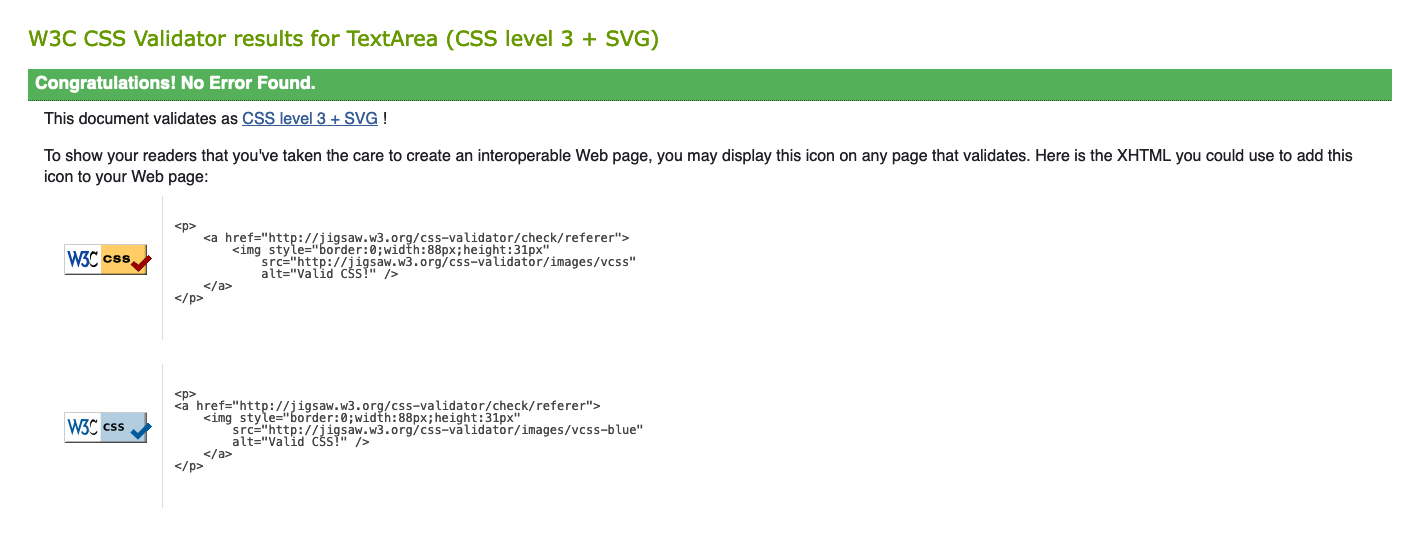 W3C CSS Validator results for TextArea (CSS level 3 + SVG)
Congratulations! No Error Found.
This document validates as CSS level 3 + SVG !
To show your readers that you've taken the care to create an interoperable Web page, you may display this icon on any page that validates. Here is the XHTML you could use to add this
icon to your Web page:
W3C css
<p>
    <a href="http://jigsaw.w3.org/css-validator/check/referer">
        <img style="border:0;width:88px;height:31px"
            src="http://jigsaw.w3.org/css-validator/images/vcss"
            alt="Valid CSS!" />
    </a>
</p>
W3C css
<p>
<a href="http://jigsaw.w3.org/css-validator/check/referer">
    <img style="border:0;width:88px;height:31px"
        src="http://jigsaw.w3.org/css-validator/images/vcss-blue"
        alt="Valid CSS!" />
    </a>
</p>